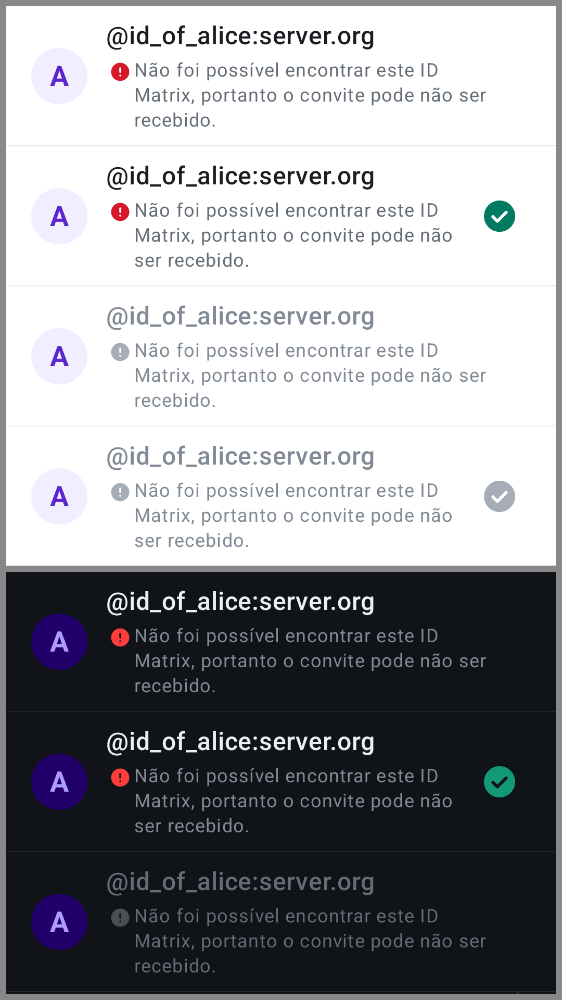 @id_of_alice:server.org
A
Não foi possível encontrar este ID
Matrix, portanto o convite pode não ser
recebido.
@id_of_alice:server.org
A
Não foi possível encontrar este ID
Matrix, portanto o convite pode não
ser recebido.
@id_of_alice:server.org
A
Não foi possível encontrar este ID
Matrix, portanto o convite pode não ser
recebido.
@id_of_alice:server.org
A
Não foi possível encontrar este ID
Matrix, portanto o convite pode não
ser recebido.
@id_of_alice:server.org
A
Não foi possível encontrar este ID
Matrix, portanto o convite pode não ser
recebido.
@id_of_alice:server.org
A
Não foi possível encontrar este ID
Matrix, portanto o convite pode não
ser recebido.
@id_of_alice:server.org
A
Não foi possível encontrar este ID
Matrix, portanto o convite pode não ser
recebido.